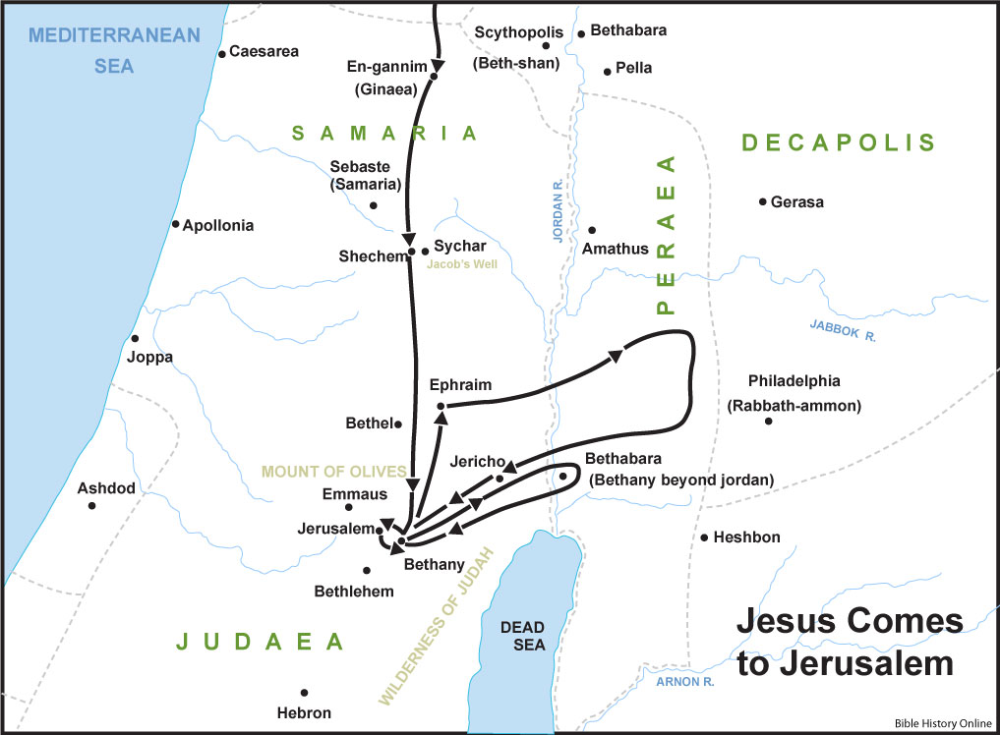 MEDITERRANEAN
SEA
Caesarea
Scythopolis
(Beth-shan)
Bethabara
Pella
En-gannim
(Ginaea)
SAMARIA
DECAPOLIS
Sebaste
(Samaria)
PERAEA
JORDAN R.
Gerasa
Apollonia
Amathus
Shechem
Sychar
Jacob's Well
JABBOK R.
Joppa
Philadelphia
(Rabbath-ammon)
Ephraim
Bethel
Jericho
Bethabara
(Bethany beyond jordan)
MOUNT OF OLIVES
Emmaus
Ashdod
Jerusalem
Heshbon
Bethany
Bethlehem
WILDERNESS OF JUDAH
DEAD
SEA
JUDAEA
Jesus Comes
to Jerusalem
ARNON R.
Hebron
Bible History Online